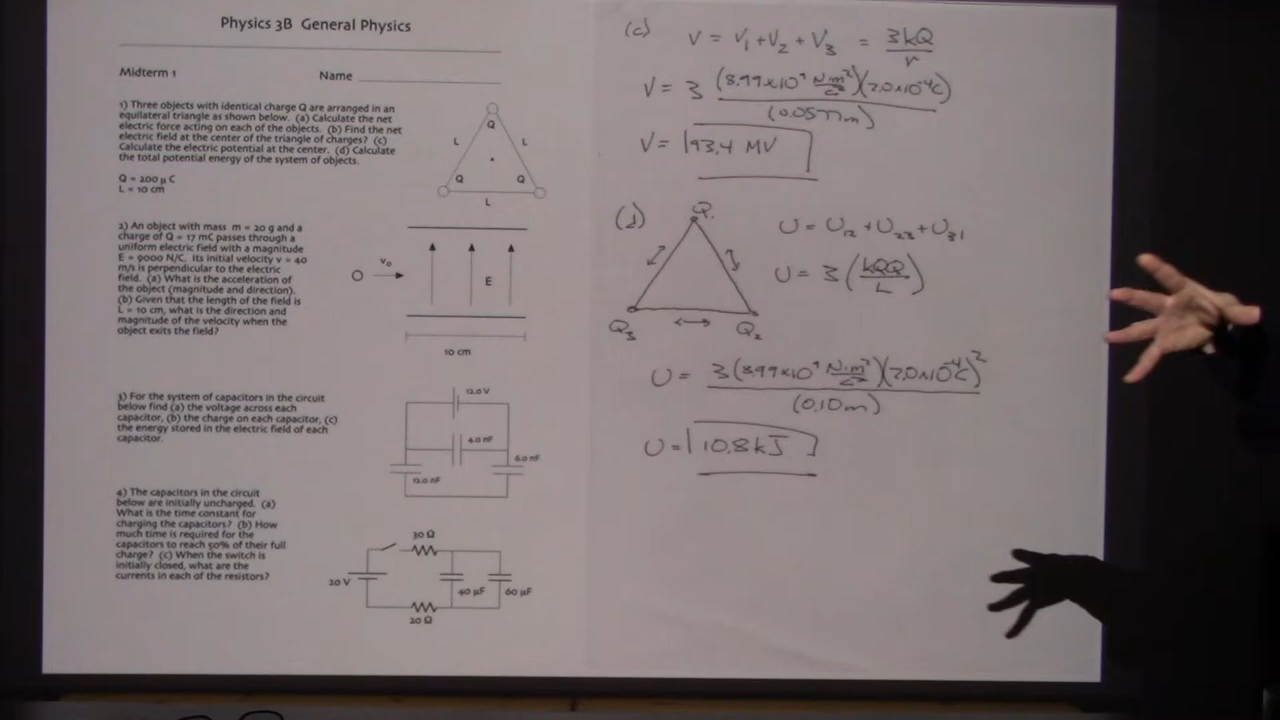 Physics 3B General Physics
Midterm 1 Name
1) Three objects with identical charge Q are arranged in an
equilateral triangle as shown below. (a) Calculate the net
electric force acting on each of the objects. (b) Find the net
electric field at the center of the triangle of charges? (c)
Calculate the electric potential at the center. (d) Calculate
the total potential energy of the system of objects.
Q = 200 μC
L = 10 cm
Q
L L
Q Q
L
2) An object with mass m = 20 g and a
charge of Q = 17 mC passes through a
uniform electric field with a magnitude
E = 9000 N/C. Its initial velocity v = 40
m/s is perpendicular to the electric
field. (a) What is the acceleration of
the object (magnitude and direction).
(b) Given that the length of the field is
L = 10 cm, what is the direction and
magnitude of the velocity when the
object exits the field?
v₀
E
10 cm
3) For the system of capacitors in the circuit
below find (a) the voltage across each
capacitor, (b) the charge on each capacitor, (c)
the energy stored in the electric field of each
capacitor.
12.0 V
4.0 nF
6.0 nF
12.0 nF
4) The capacitors in the circuit
below are initially uncharged. (a)
What is the time constant for
charging the capacitors? (b) How
much time is required for the
capacitors to reach 50% of their full
charge? (c) When the switch is
initially closed, what are the
currents in each of the resistors?
30 Ω
20 V
40 μF 60 μF
20 Ω
(c) V = V₁ + V₂ + V₃ = 3kQ / r
V = 3 (8.99x10⁹ N·m²/C²)(2.0x10⁻⁴C)
(0.0577m)
V = 93.4 MV
(d) Q₁ U = U₁₂ + U₂₃ + U₃₁
U = 3 (kQQ / L)
Q₃ Q₂
U = 3(8.99x10⁹ N·m²/C²)(2.0x10⁻⁴C)²
(0.10m)
U = 10.8 kJ